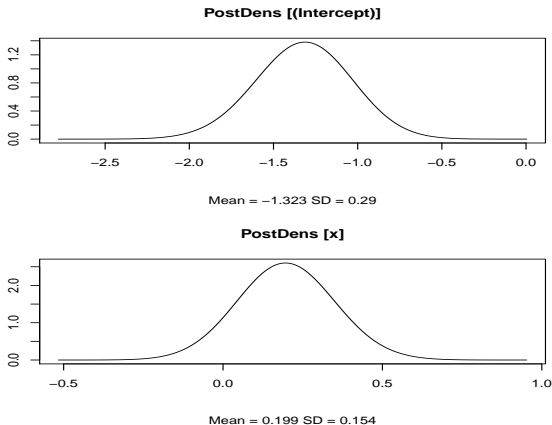 PostDens [(Intercept)]
0.0 0.4 0.8 1.2
−2.5 −2.0 −1.5 −1.0 −0.5 0.0
Mean = −1.323 SD = 0.29
PostDens [x]
0.0 1.0 2.0
−0.5 0.0 0.5 1.0
Mean = 0.199 SD = 0.154